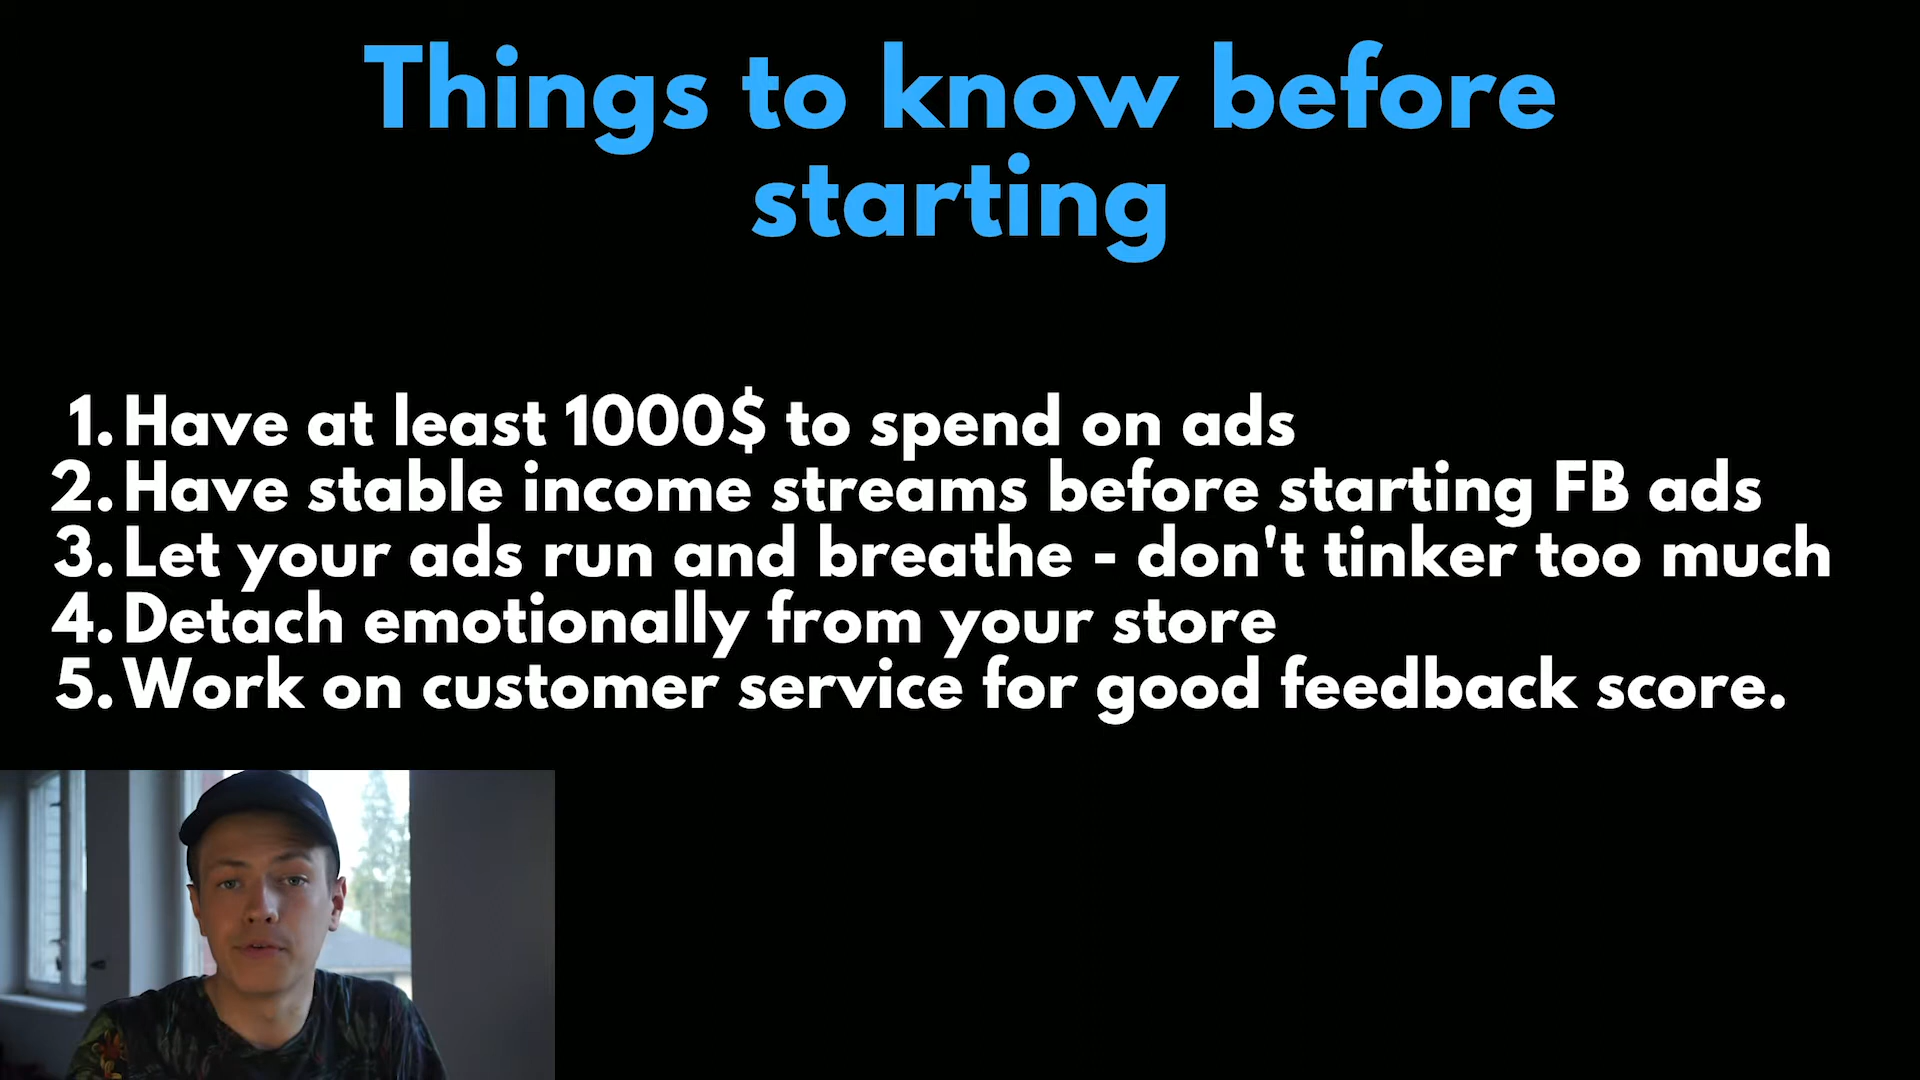 Things to know before
starting
1. Have at least 1000$ to spend on ads
2. Have stable income streams before starting FB ads
3. Let your ads run and breathe - don't tinker too much
4. Detach emotionally from your store
5. Work on customer service for good feedback score.